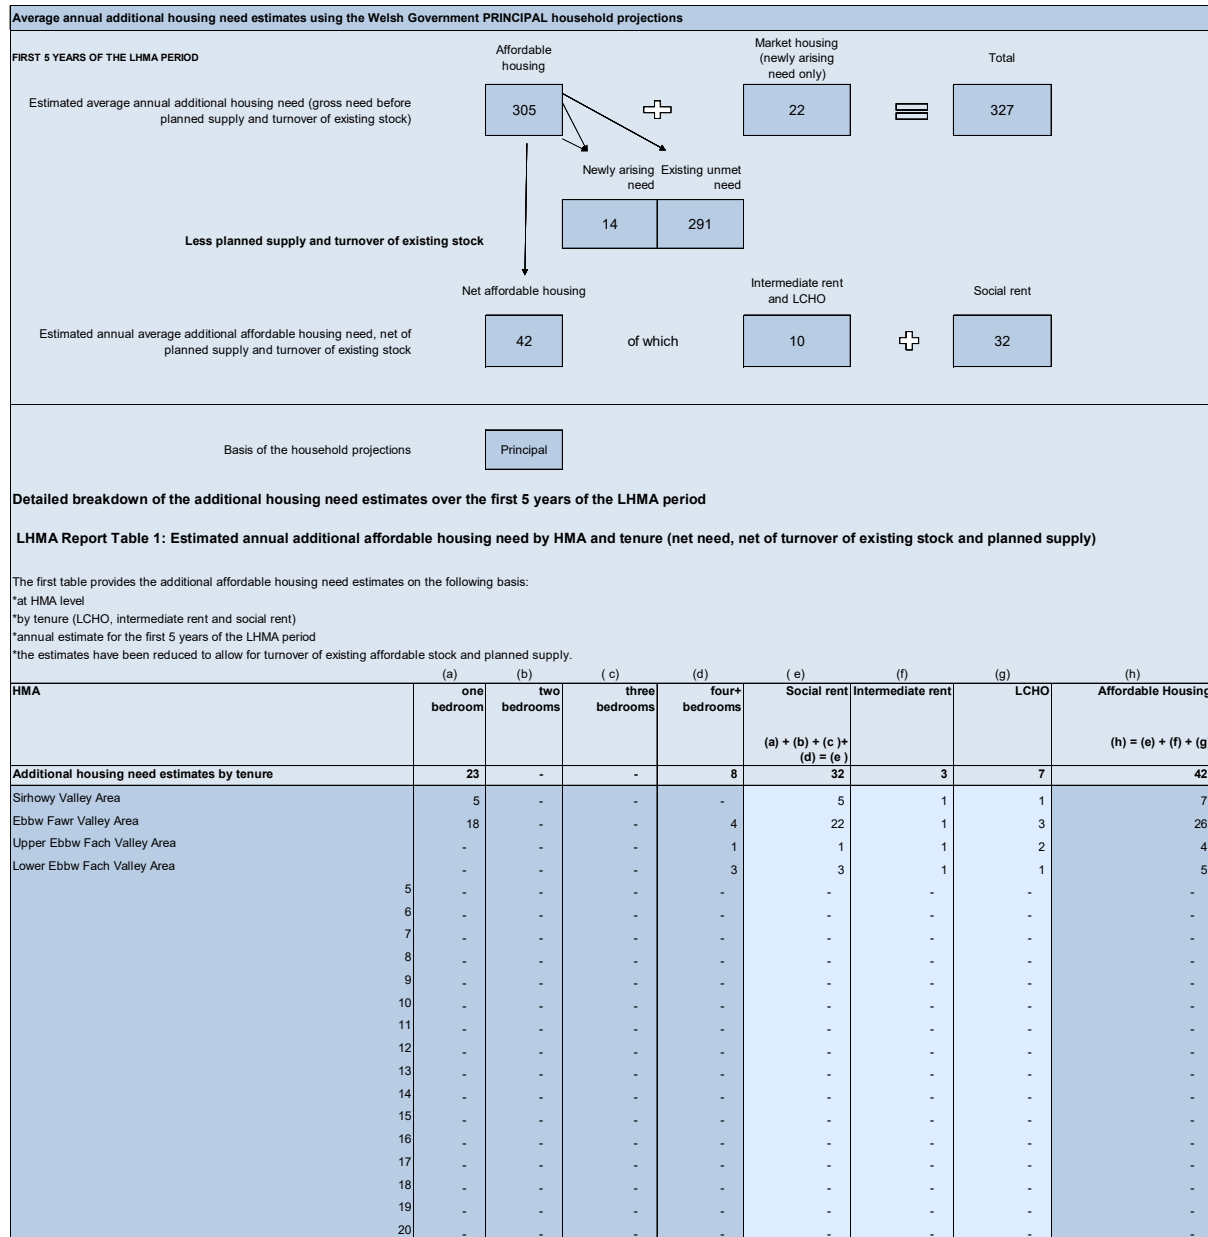 Average annual additional housing need estimates using the Welsh Government PRINCIPAL household projections
FIRST 5 YEARS OF THE LHMA PERIOD
Affordable
housing
Market housing
(newly arising
need only)
Total
Estimated average annual additional housing need (gross need before
planned supply and turnover of existing stock)
305
22
327
Newly arising
need
Existing unmet
need
14
291
Less planned supply and turnover of existing stock
Net affordable housing
Intermediate rent
and LCHO
Social rent
Estimated annual average additional affordable housing need, net of
planned supply and turnover of existing stock
42
of which
10
32
Basis of the household projections
Principal
Detailed breakdown of the additional housing need estimates over the first 5 years of the LHMA period
LHMA Report Table 1: Estimated annual additional affordable housing need by HMA and tenure (net need, net of turnover of existing stock and planned supply)
The first table provides the additional affordable housing need estimates on the following basis:
*at HMA level
*by tenure (LCHO, intermediate rent and social rent)
*annual estimate for the first 5 years of the LHMA period
*the estimates have been reduced to allow for turnover of existing affordable stock and planned supply.
(a) (b) ( c) (d) ( e) (f) (g) (h)
HMA one two three four+ Social rent Intermediate rent LCHO Affordable Housing
bedroom bedrooms bedrooms bedrooms
(a) + (b) + (c )+ (h) = (e) + (f) + (g
(d) = (e )
Additional housing need estimates by tenure 23 - - 8 32 3 7 42
Sirhowy Valley Area 5 - - - 5 1 1 7
Ebbw Fawr Valley Area 18 - - 4 22 1 3 26
Upper Ebbw Fach Valley Area - - - 1 1 1 2 4
Lower Ebbw Fach Valley Area - - - 3 3 1 1 5
5 - - - - - - - -
6 - - - - - - - -
7 - - - - - - - -
8 - - - - - - - -
9 - - - - - - - -
10 - - - - - - - -
11 - - - - - - - -
12 - - - - - - - -
13 - - - - - - - -
14 - - - - - - - -
15 - - - - - - - -
16 - - - - - - - -
17 - - - - - - - -
18 - - - - - - - -
19 - - - - - - - -
20 - - - - - - - -